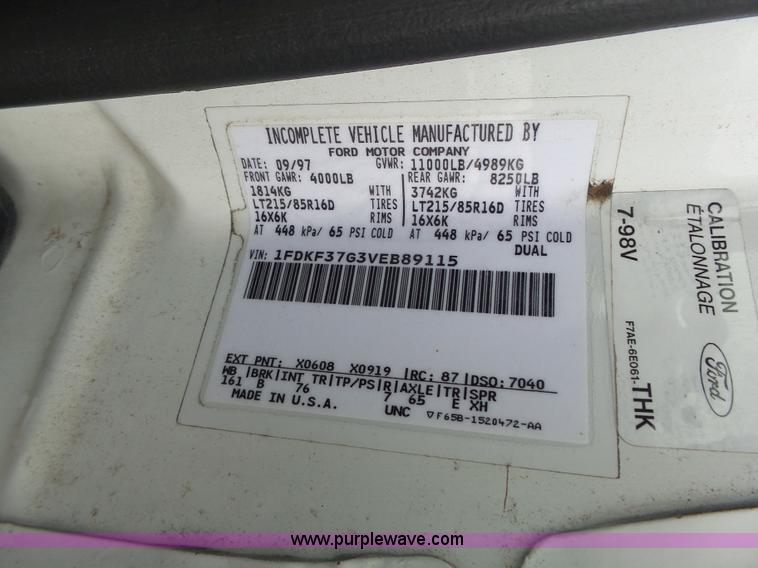 INCOMPLETE VEHICLE MANUFACTURED BY
FORD MOTOR COMPANY
DATE: 09/97 GVWR: 11000LB/4989KG
FRONT GAWR: 4000LB REAR GAWR: 8250LB
1814KG WITH 3742KG WITH
LT215/85R16D TIRES LT215/85R16D TIRES
16X6K RIMS 16X6K RIMS
AT 448 kPa/ 65 PSI COLD AT 448 kPa/ 65 PSI COLD
DUAL
VIN: 1FDKF37G3VEB89115
EXT PNT: X0608 X0919 |RC: 87|DSO:7040
WB |BRK|INT TR|TP/PS|R|AXLE|TR|SPR
161 B 76 7 65 E XH
MADE IN U.S.A. UNC ▽F65B-1520472-AA
CALIBRATION
ÉTALONNAGE
7-98V
Ford
F7AE-6E061-THK
www.purplewave.com